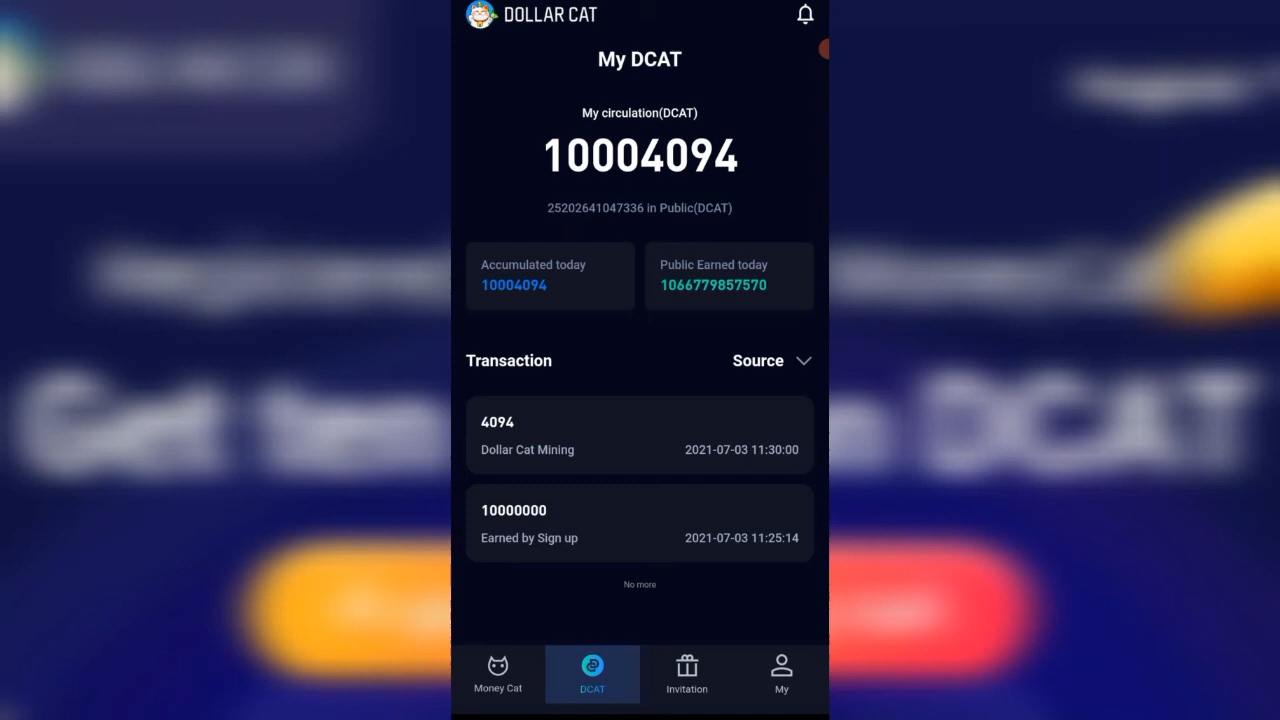 DOLLAR CAT
My DCAT
My circulation(DCAT)
10004094
25202641047336 in Public(DCAT)
Accumulated today
10004094
Public Earned today
1066779857570
Transaction
Source
4094
Dollar Cat Mining
2021-07-03 11:30:00
10000000
Earned by Sign up
2021-07-03 11:25:14
No more
Money Cat
DCAT
Invitation
My
Get
DCAT